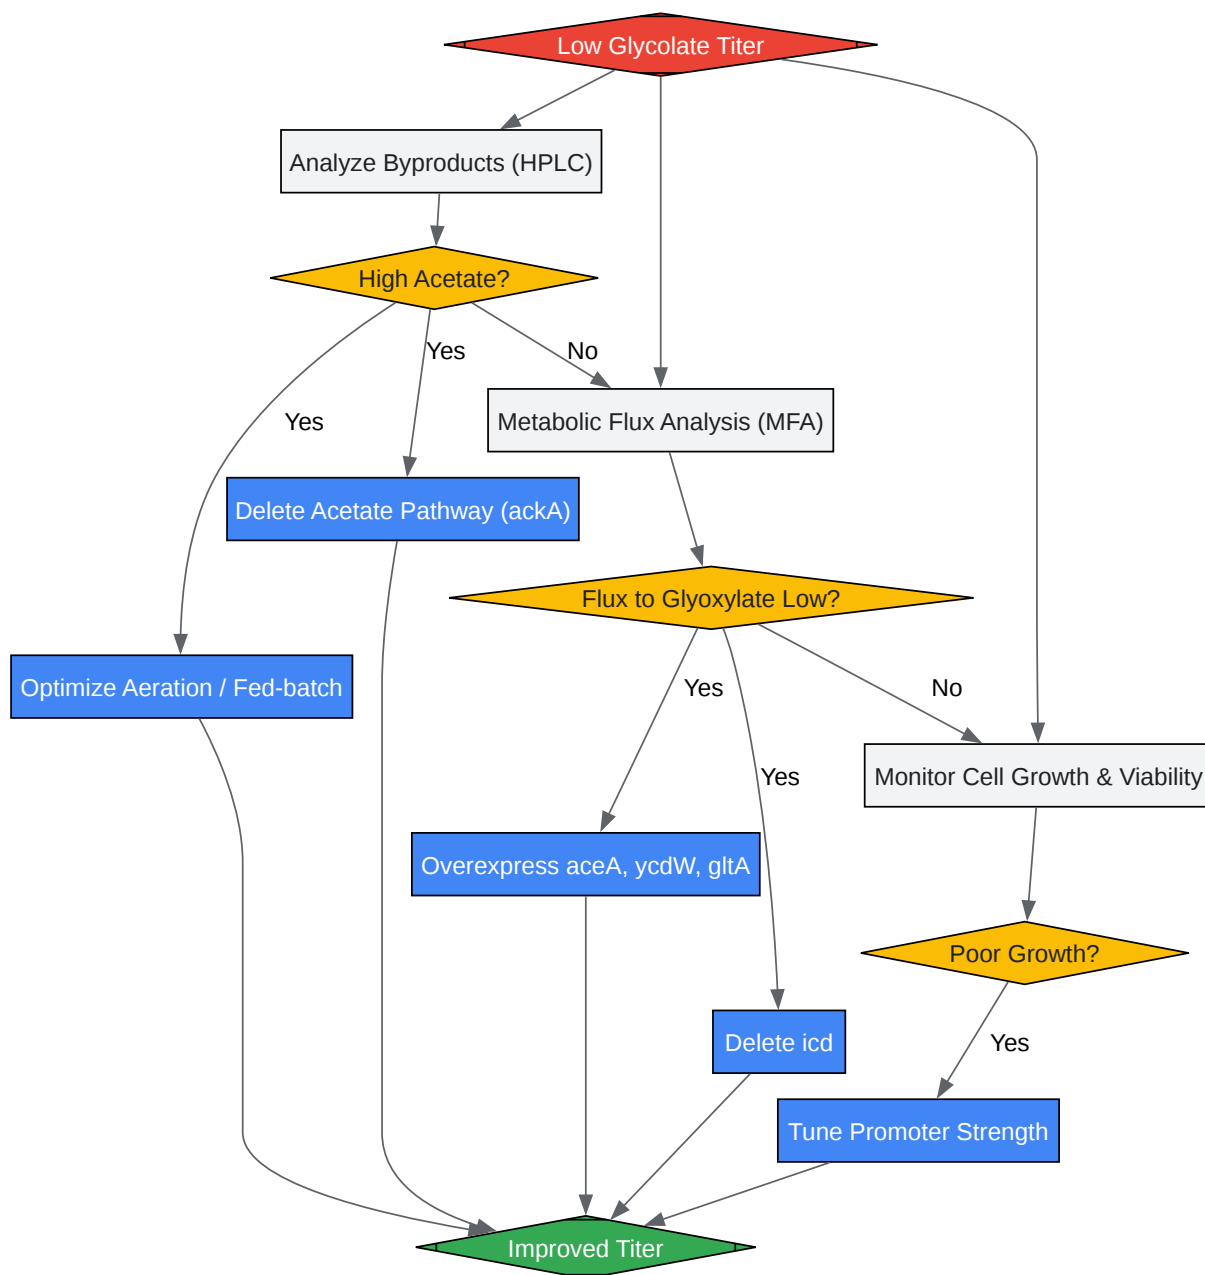 Low Glycolate Titer
Analyze Byproducts (HPLC)
High Acetate?
Yes
No
Yes
Metabolic Flux Analysis (MFA)
Delete Acetate Pathway (ackA)
Flux to Glyoxylate Low?
Optimize Aeration / Fed-batch
Yes
No
Yes
Monitor Cell Growth & Viability
Overexpress aceA, ycdW, gltA
Poor Growth?
Delete icd
Yes
Tune Promoter Strength
Improved Titer